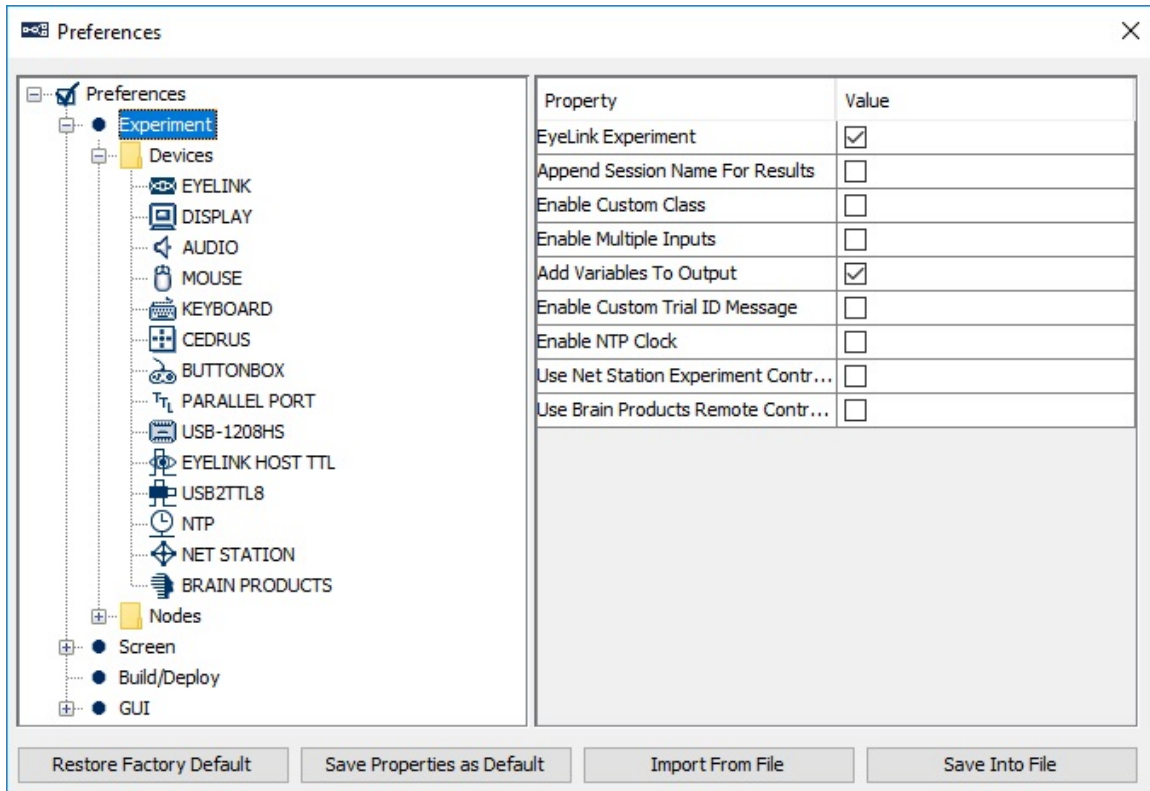 Preferences
Preferences
Experiment
Devices
EYELINK
DISPLAY
AUDIO
MOUSE
KEYBOARD
CEDRUS
BUTTONBOX
TTL PARALLEL PORT
USB-1208HS
EYELINK HOST TTL
USB2TTL8
NTP
NET STATION
BRAIN PRODUCTS
Nodes
Screen
Build/Deploy
GUI
Property Value
EyeLink Experiment
Append Session Name For Results
Enable Custom Class
Enable Multiple Inputs
Add Variables To Output
Enable Custom Trial ID Message
Enable NTP Clock
Use Net Station Experiment Contr...
Use Brain Products Remote Contr...
Restore Factory Default Save Properties as Default Import From File Save Into File